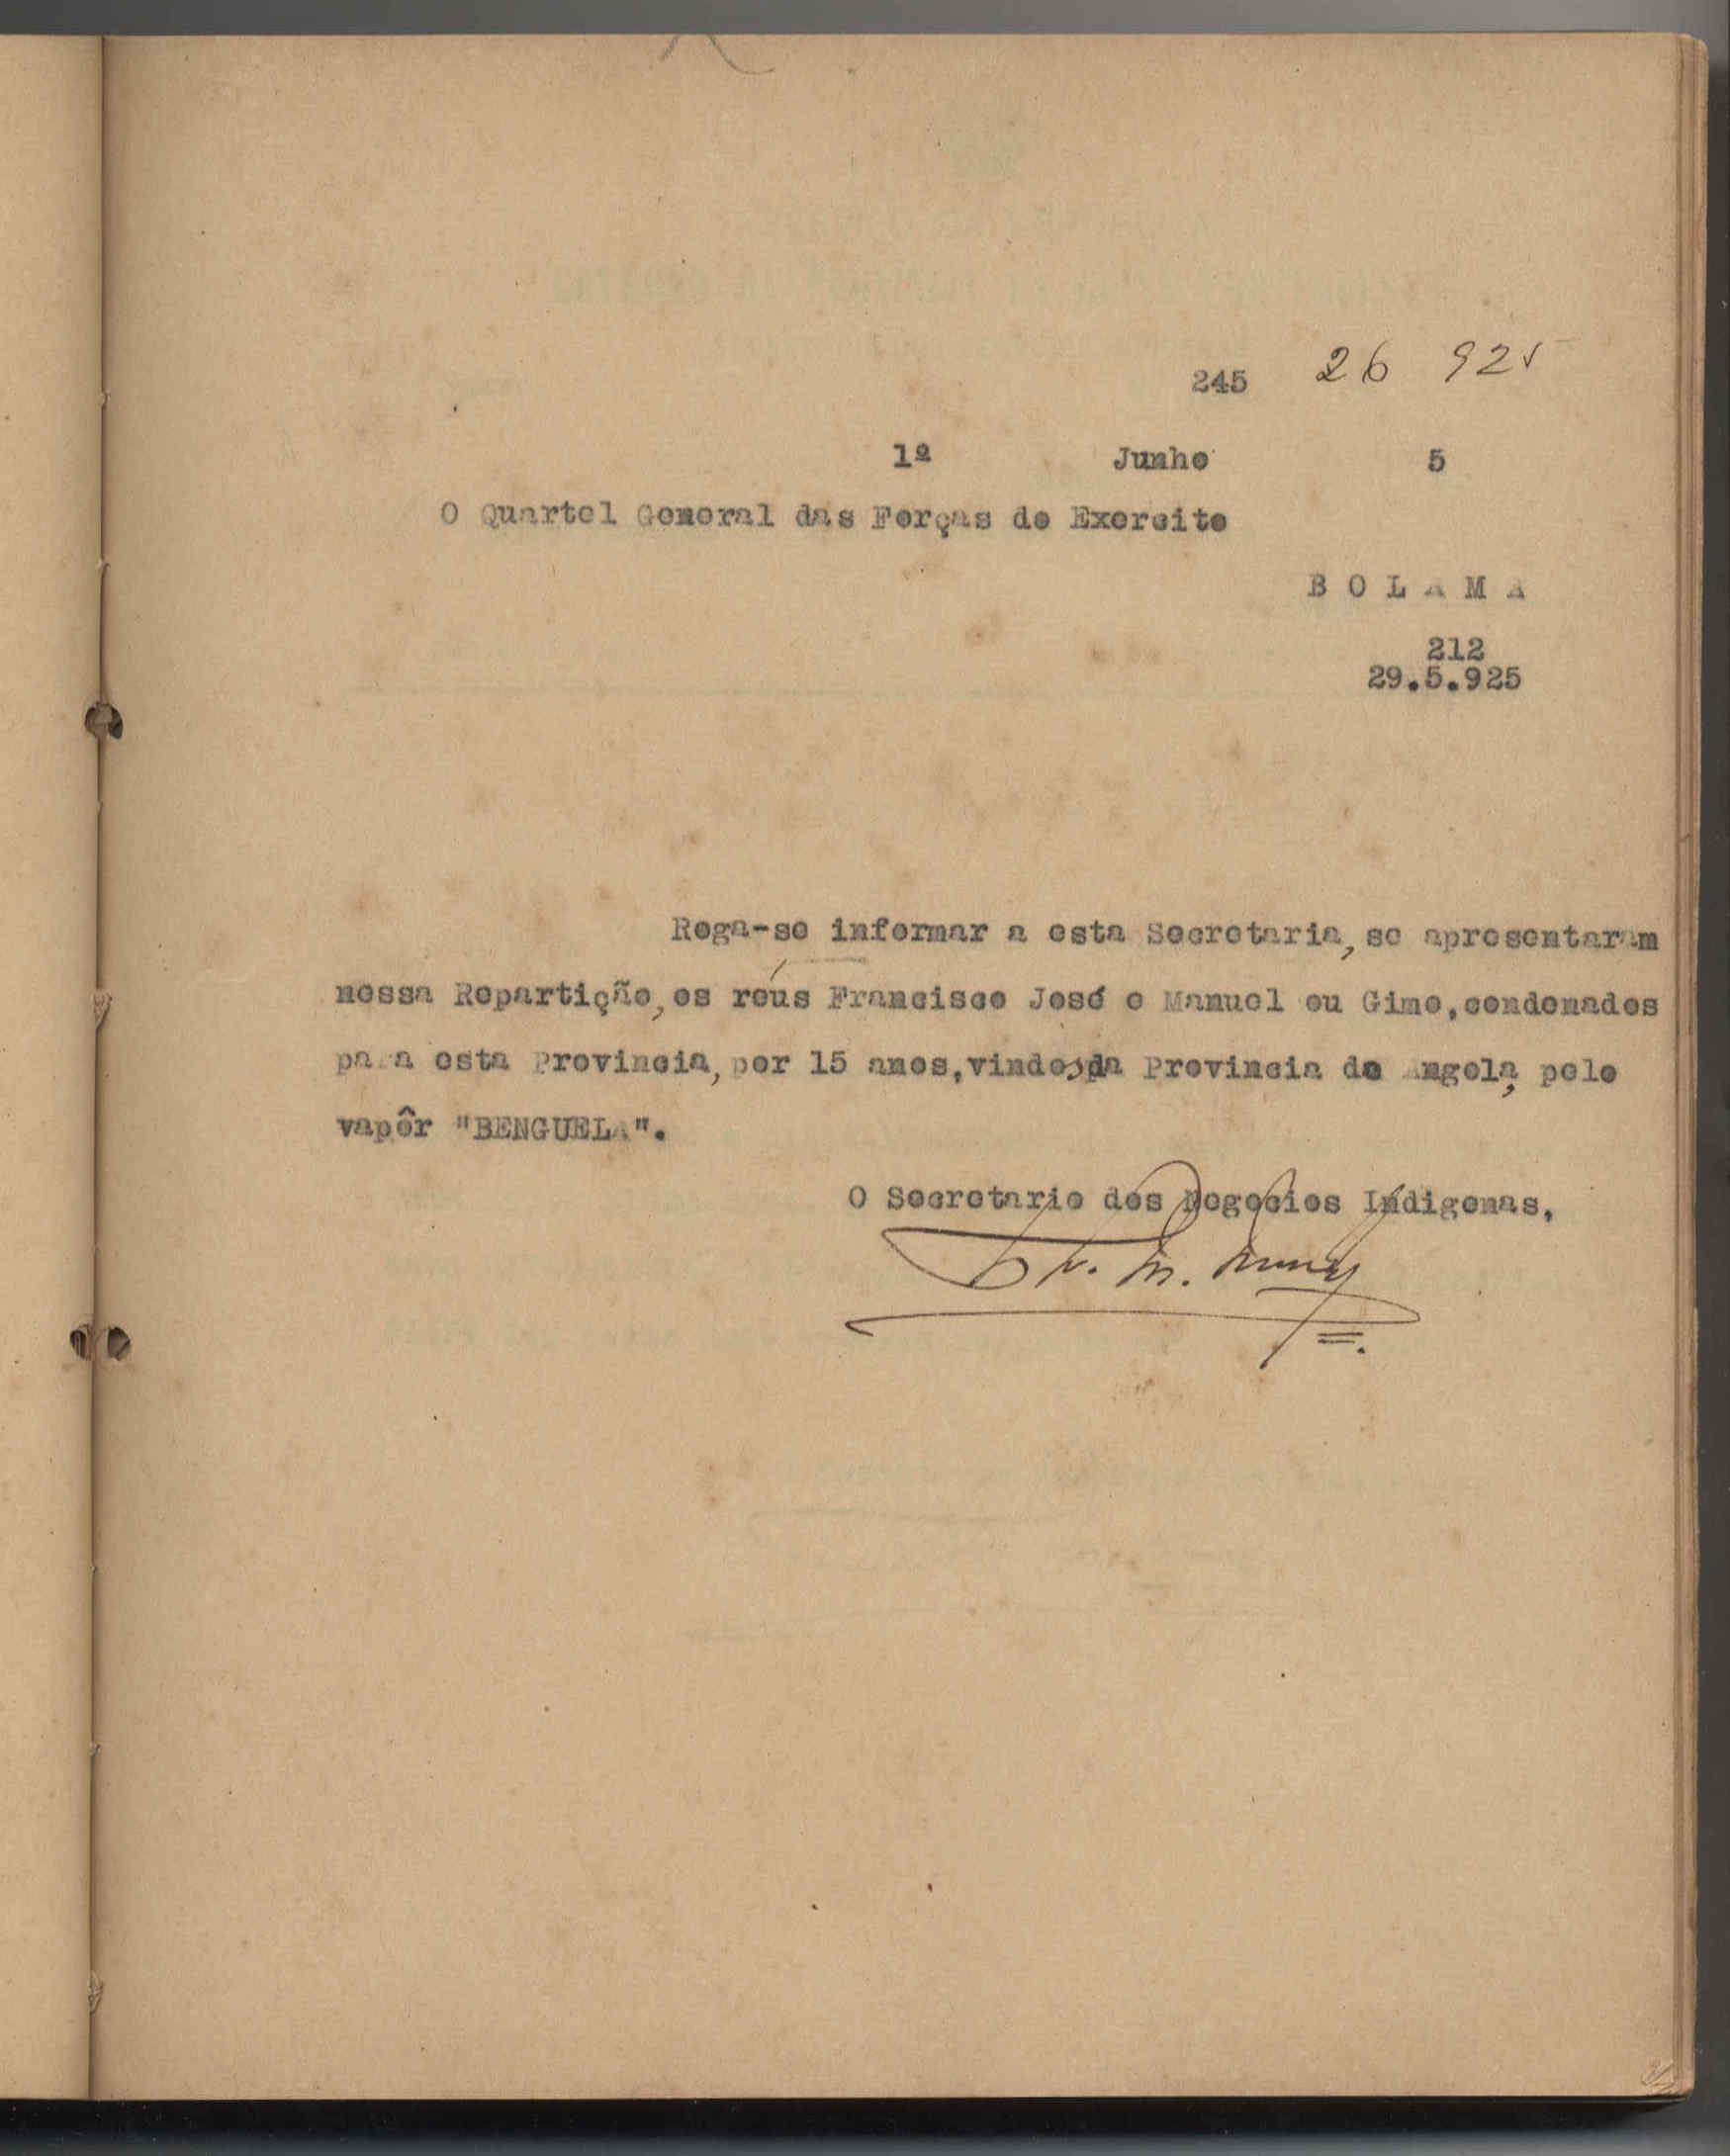 245 26 925
1º Junho 5
O Quartel General das Forças do Exercito
B O L A M A
212
29.5.925
Roga-se informar a esta Secretaria, se apresentaram
nessa Repartição, os réus Francisco José e Manuel ou Gimo, condenados
para esta Provincia, por 15 anos, vindos da Provincia de Angola, pelo
vapôr "BENGUELA".
O Secretario dos Negocios Indigenas,